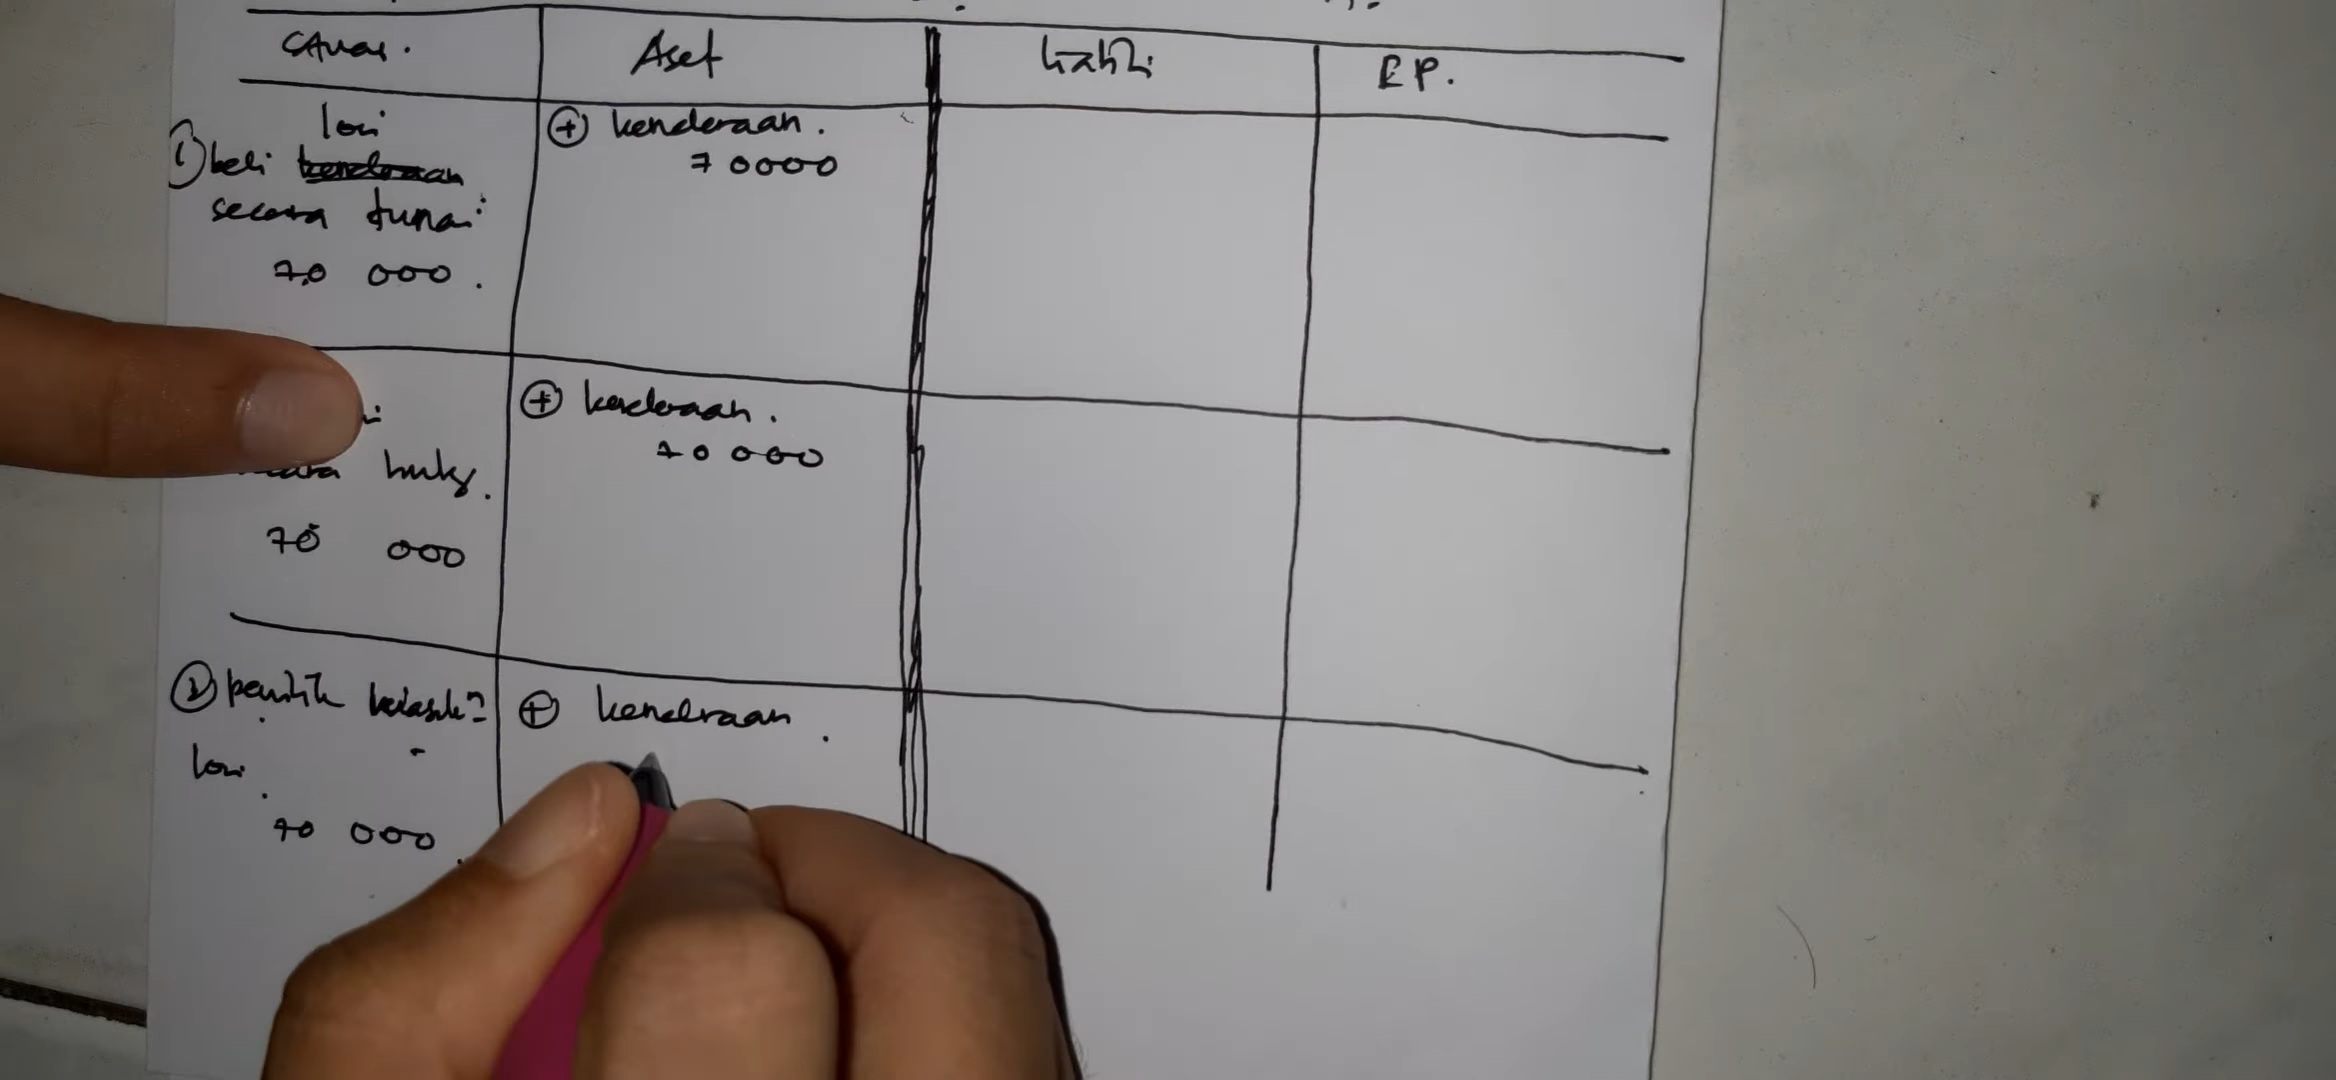 Aset
Liabiliti
EP.
lori
① beli kenderaan
secara tunai
70 000.
⊕ kenderaan.
70000
hutang.
70 000
⊕ kenderaan.
70 000
② pemilik
lori
70 000
⊕ kendraan